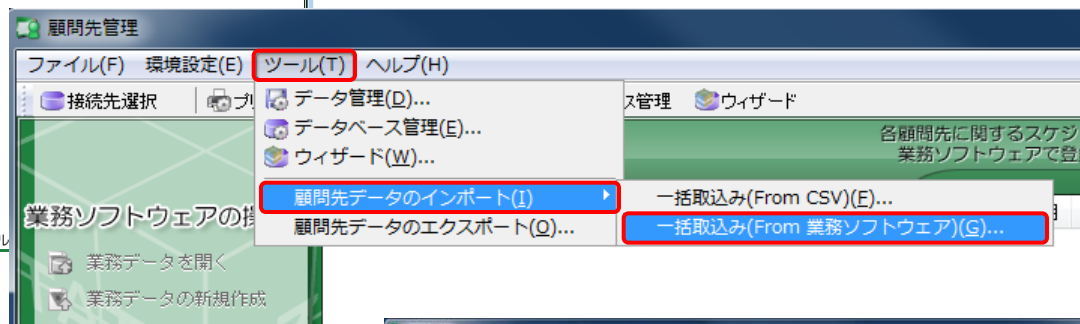 顧問先管理
ファイル(F) 環境設定(E) ツール(T) ヘルプ(H)
接続先選択 プリ ス管理 ウィザード
データ管理(D)...
データベース管理(E)...
ウィザード(W)...
顧問先データのインポート(I)
顧問先データのエクスポート(O)...
一括取込み(From CSV)(F)...
一括取込み(From 業務ソフトウェア)(G)...
各顧問先に関するスケジ
業務ソフトウェアで登
業務ソフトウェアの
業務データを開く
業務データの新規作成